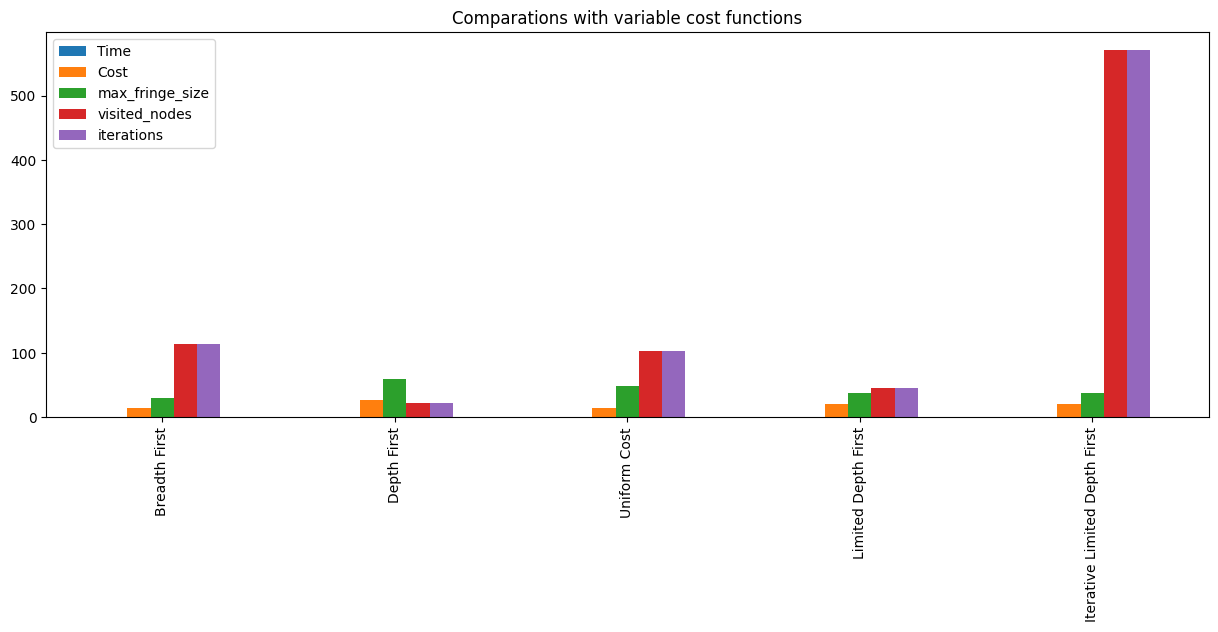 Comparations with variable cost functions
Time
Cost
max_fringe_size
visited_nodes
iterations
500
400
300
200
100
0
Breadth First
Depth First
Uniform Cost
Limited Depth First
Iterative Limited Depth First